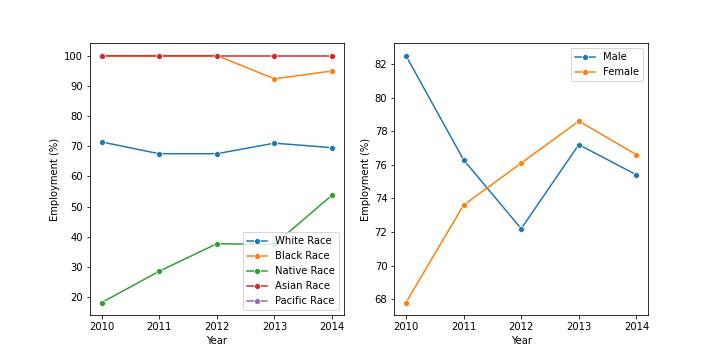 100
90
80
70
60
50
40
30
20
Employment (%)
2010 2011 2012 2013 2014
Year
White Race
Black Race
Native Race
Asian Race
Pacific Race
82
80
78
76
74
72
70
68
Employment (%)
2010 2011 2012 2013 2014
Year
Male
Female